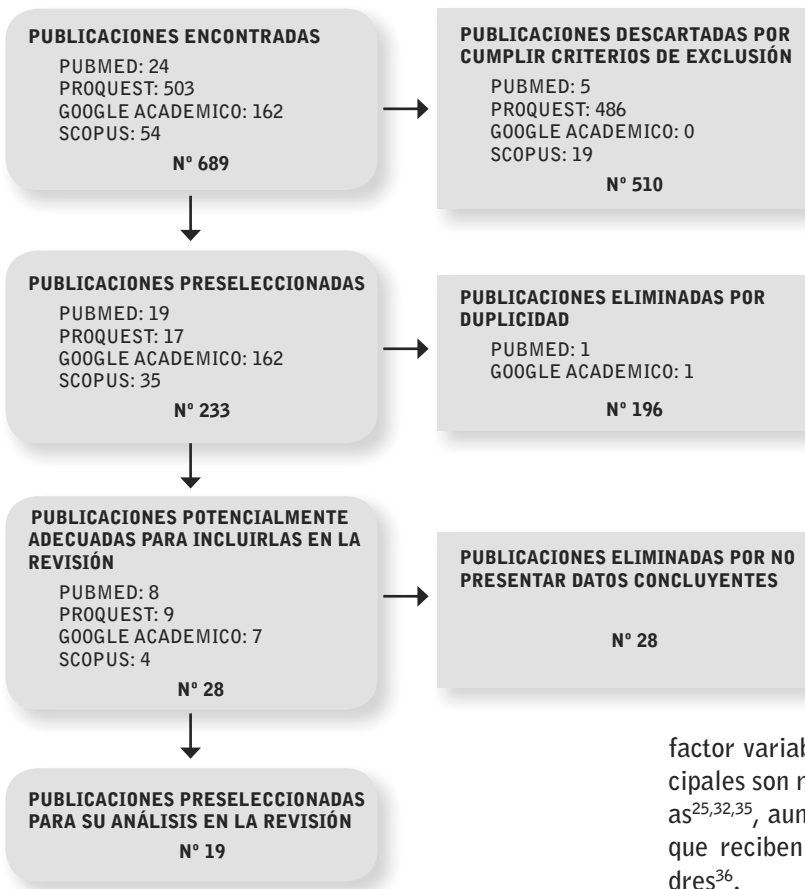 PUBLICACIONES ENCONTRADAS
PUBMED: 24
PROQUEST: 503
GOOGLE ACADEMICO: 162
SCOPUS: 54
Nº 689
PUBLICACIONES DESCARTADAS POR
CUMPLIR CRITERIOS DE EXCLUSIÓN
PUBMED: 5
PROQUEST: 486
GOOGLE ACADEMICO: 0
SCOPUS: 19
Nº 510
PUBLICACIONES PRESELECCIONADAS
PUBMED: 19
PROQUEST: 17
GOOGLE ACADEMICO: 162
SCOPUS: 35
Nº 233
PUBLICACIONES ELIMINADAS POR
DUPLICIDAD
PUBMED: 1
GOOGLE ACADEMICO: 1
Nº 196
PUBLICACIONES POTENCIALMENTE
ADECUADAS PARA INCLUIRLAS EN LA
REVISIÓN
PUBMED: 8
PROQUEST: 9
GOOGLE ACADEMICO: 7
SCOPUS: 4
Nº 28
PUBLICACIONES ELIMINADAS POR NO
PRESENTAR DATOS CONCLUYENTES
Nº 28
PUBLICACIONES PRESELECCIONADAS
PARA SU ANÁLISIS EN LA REVISIÓN
Nº 19
factor variab
cipales son
as25,32,35, aun
que reciben
dres36.